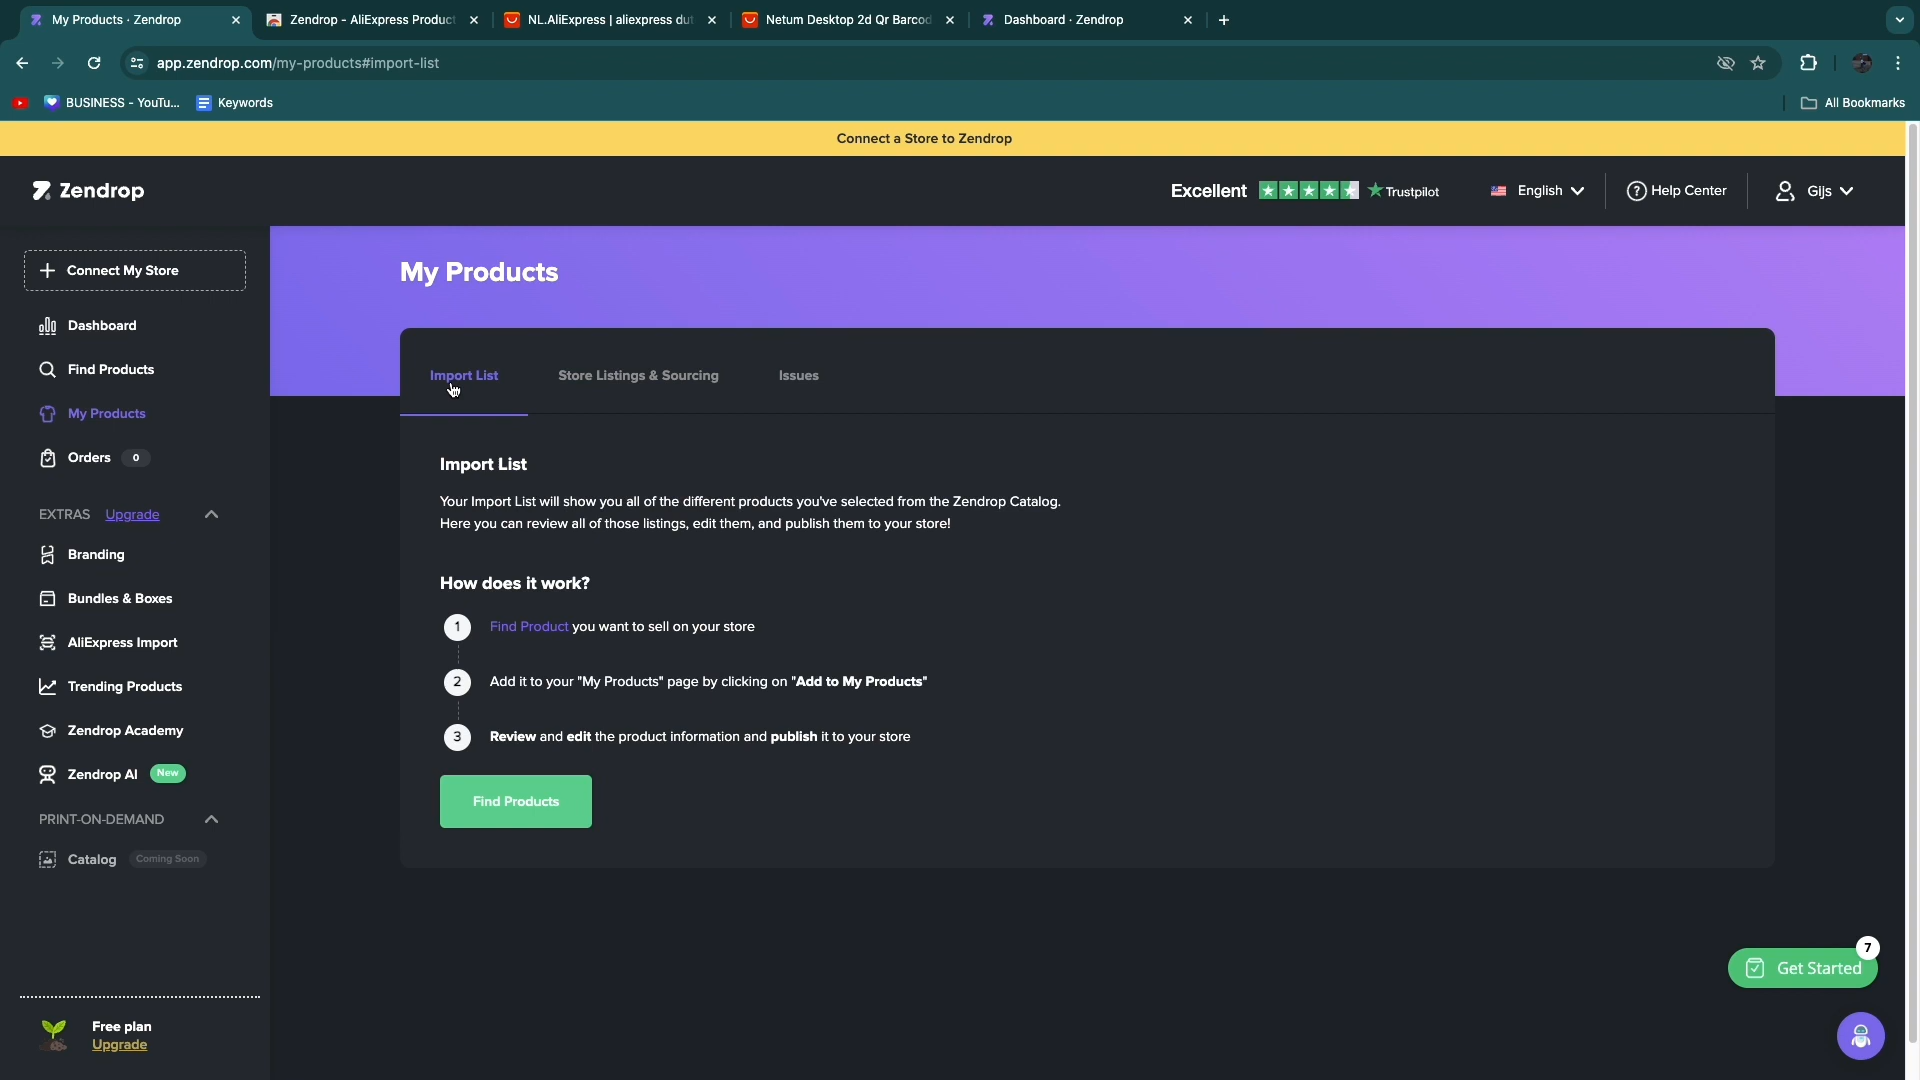 My Products · Zendrop
Zendrop - AliExpress Product
NL.AliExpress | aliexpress dut
Netum Desktop 2d Qr Barcod
Dashboard · Zendrop
app.zendrop.com/my-products#import-list
BUSINESS - YouTu...
Keywords
All Bookmarks
Connect a Store to Zendrop
Zendrop
Excellent
Trustpilot
English
Help Center
Gijs
Connect My Store
Dashboard
Find Products
My Products
Orders 0
EXTRAS Upgrade
Branding
Bundles & Boxes
AliExpress Import
Trending Products
Zendrop Academy
Zendrop AI New
PRINT-ON-DEMAND
Catalog Coming Soon
Free plan
Upgrade
My Products
Import List
Store Listings & Sourcing
Issues
Import List
Your Import List will show you all of the different products you've selected from the Zendrop Catalog.
Here you can review all of those listings, edit them, and publish them to your store!
How does it work?
1 Find Product you want to sell on your store
2 Add it to your "My Products" page by clicking on "Add to My Products"
3 Review and edit the product information and publish it to your store
Find Products
7
Get Started